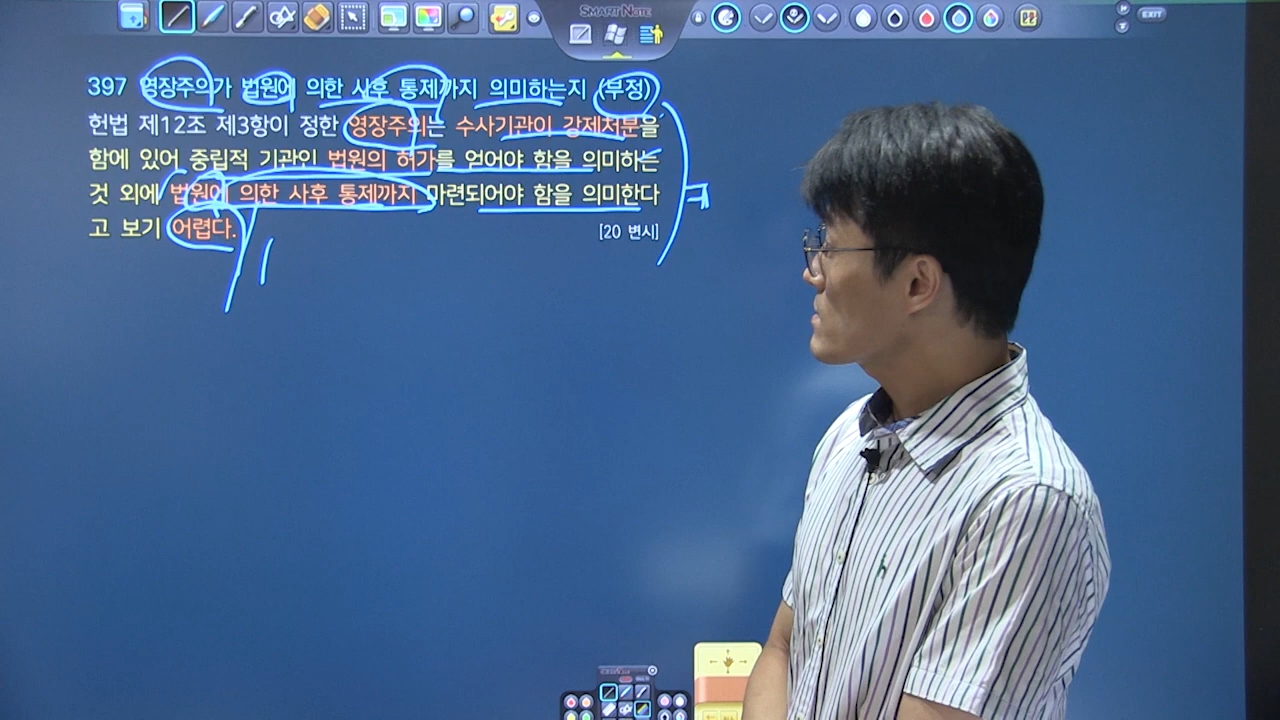 SMART NOTE
EXIT
397 영장주의가 법원에 의한 사후 통제까지 의미하는지 (부정)
헌법 제12조 제3항이 정한 영장주의는 수사기관이 강제처분을
함에 있어 중립적 기관인 법원의 허가를 얻어야 함을 의미하는
것 외에 법원에 의한 사후 통제까지 마련되어야 함을 의미한다
고 보기 어렵다.
[20 변시]